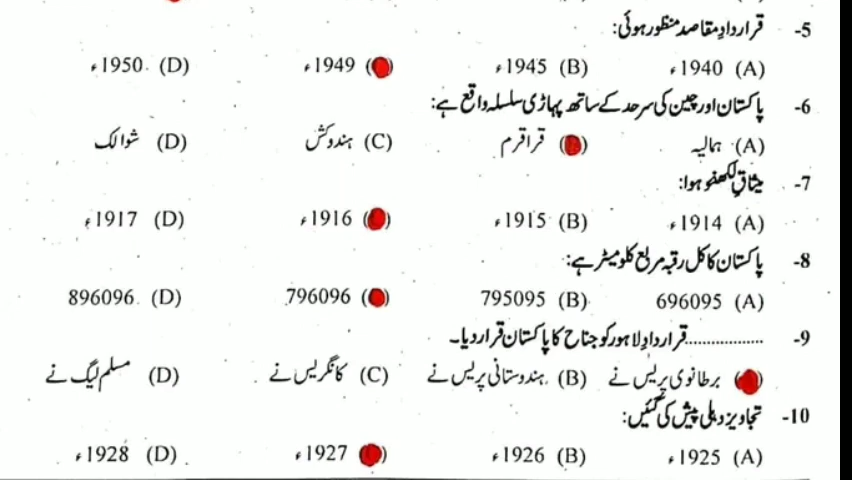 5- قرارداد مقاصد منظور ہوئی:
(A) 1940ء (B) 1945ء ( ) 1949ء (D) 1950ء
6- پاکستان اور چین کی سرحد کے ساتھ پہاڑی سلسلہ واقع ہے:
(A) ہمالیہ ( ) قراقرم (C) ہندوکش (D) شوالک
7- میثاقِ لکھنؤ ہوا:
(A) 1914ء (B) 1915ء ( ) 1916ء (D) 1917ء
8- پاکستان کا کل رقبہ مربع کلومیٹر ہے:
(A) 696095 (B) 795095 ( ) 796096 (D) 896096
9- ..................قراردادِ لاہور کو جناح کا پاکستان قرار دیا۔
( ) برطانوی پریس نے (B) ہندوستانی پریس نے (C) کانگریس نے (D) مسلم لیگ نے
10- تجاویز دہلی پیش کی گئیں:
(A) 1925ء (B) 1926ء ( ) 1927ء (D) 1928ء